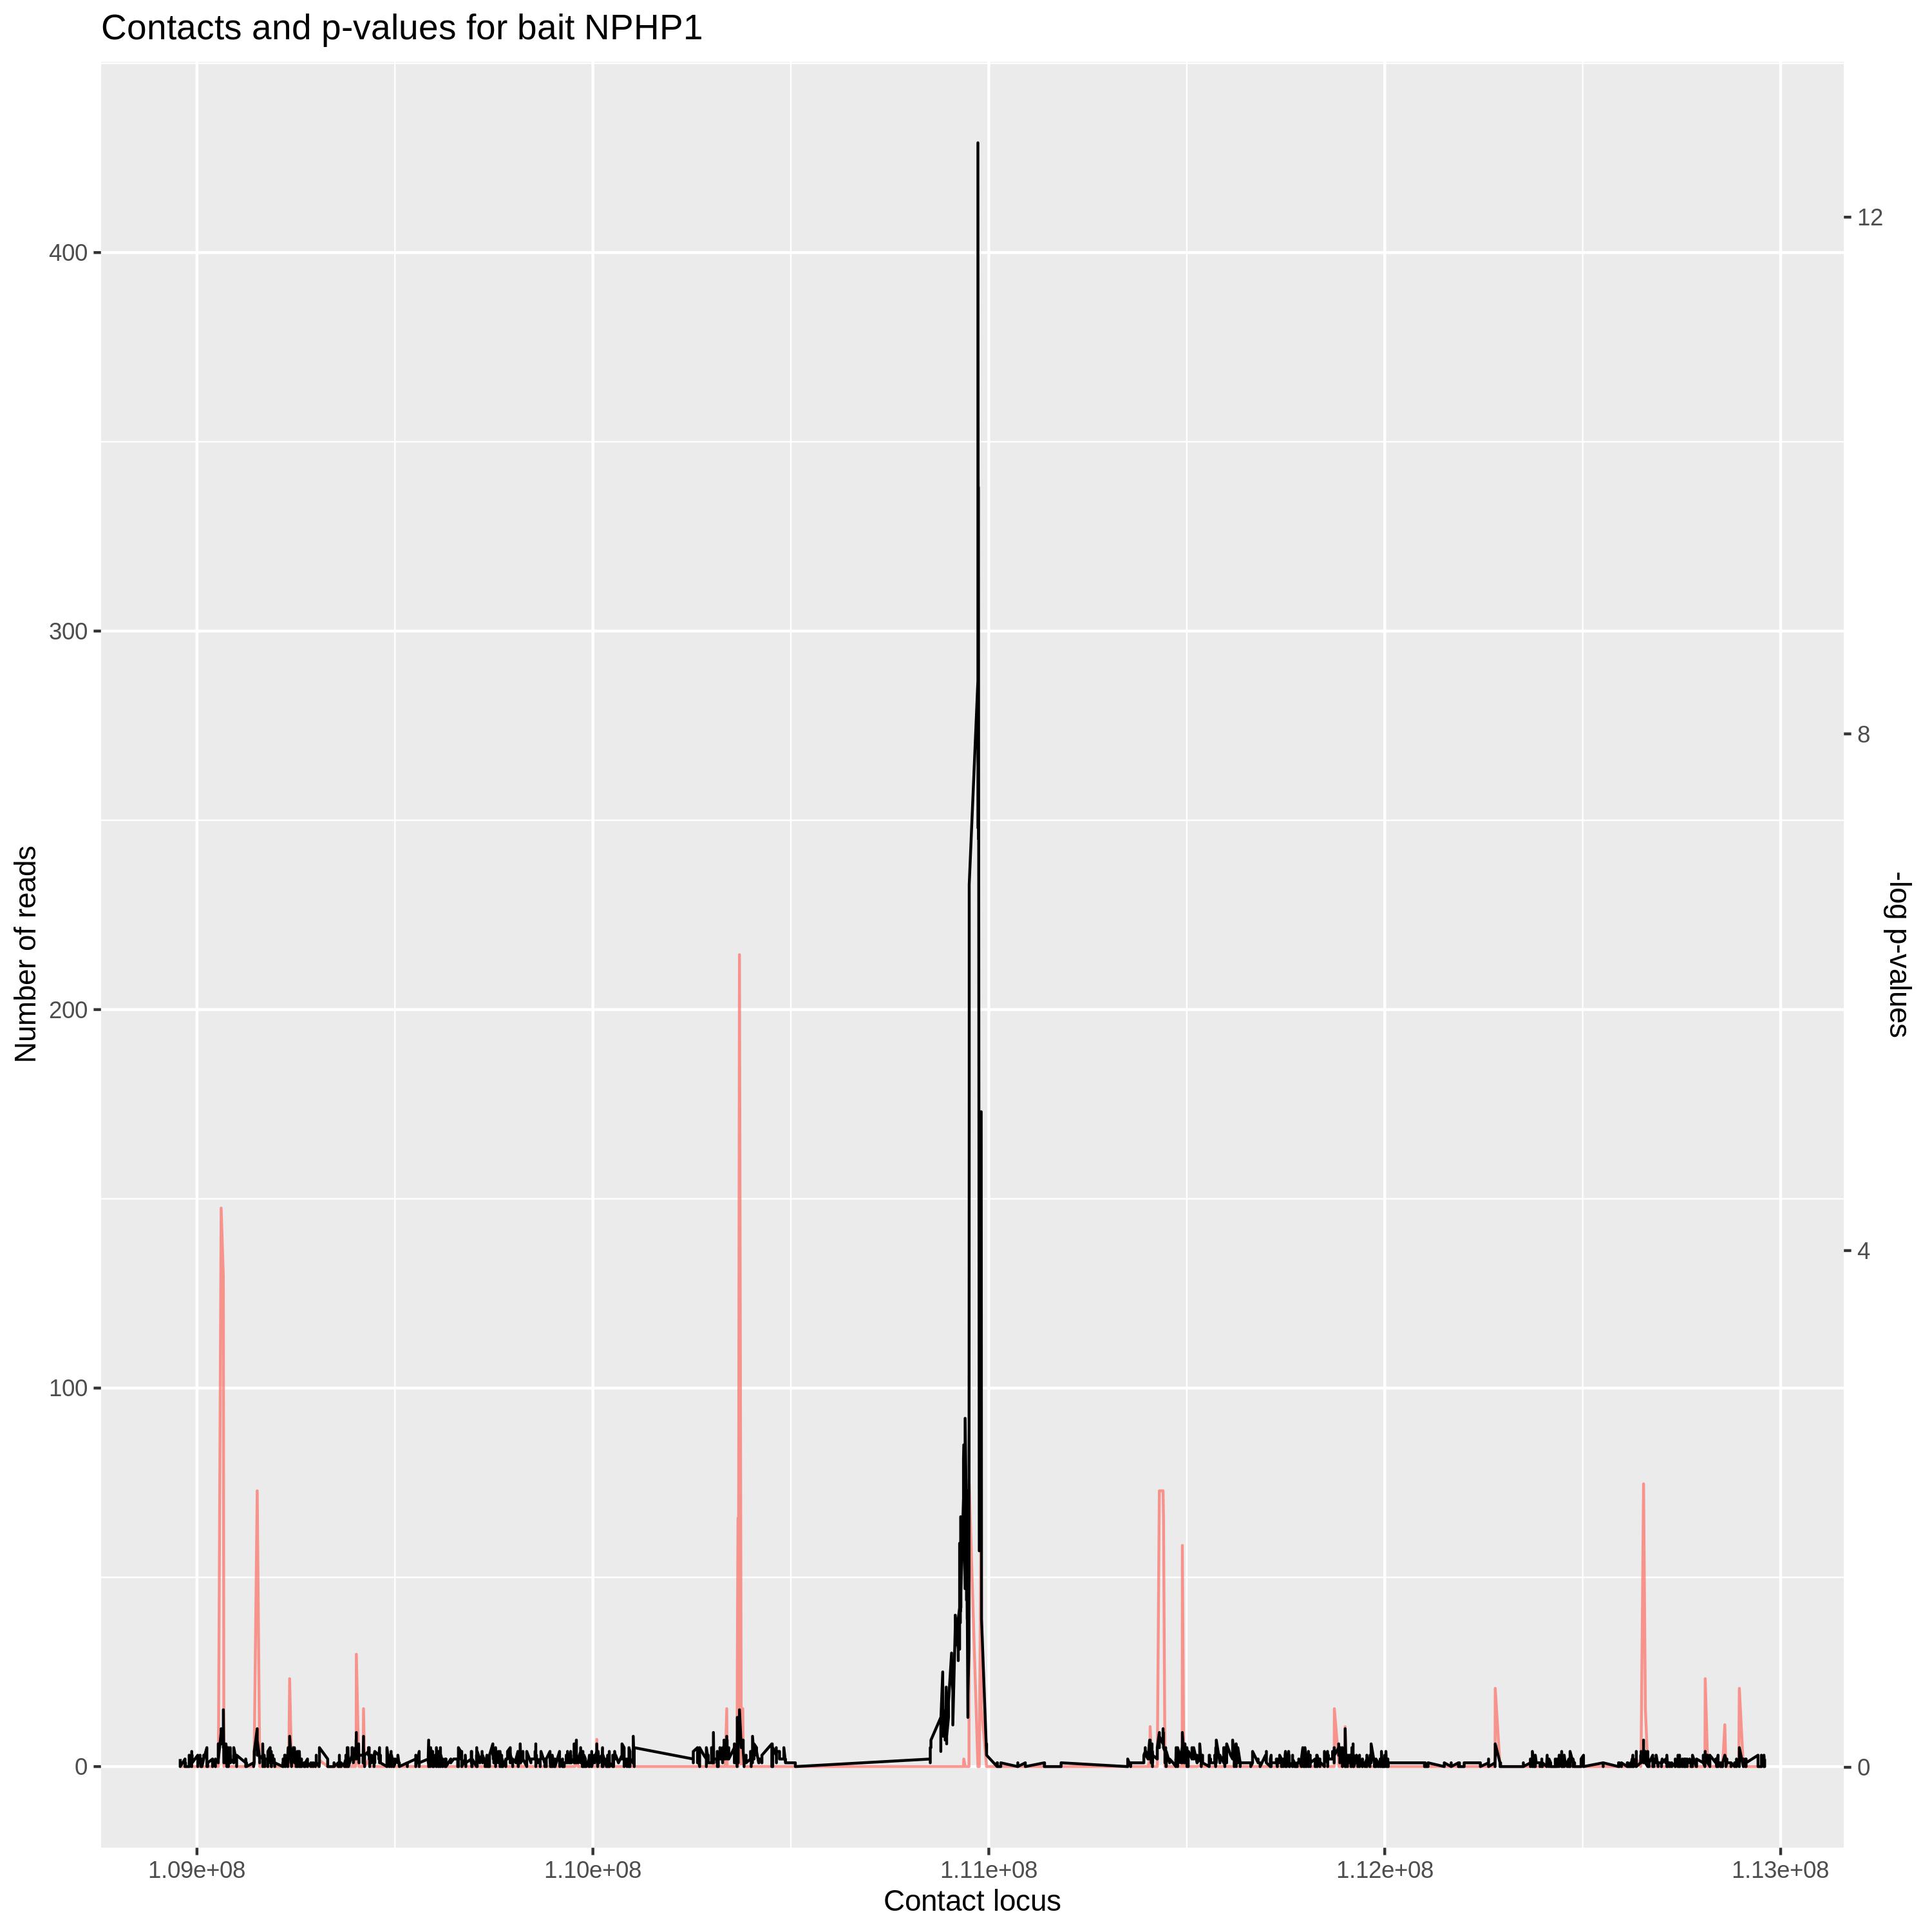 Contacts and p-values for bait NPHP1
400
300
200
100
0
Number of reads
12
8
4
0
-log p-values
1.09e+08 1.10e+08 1.11e+08 1.12e+08 1.13e+08
Contact locus